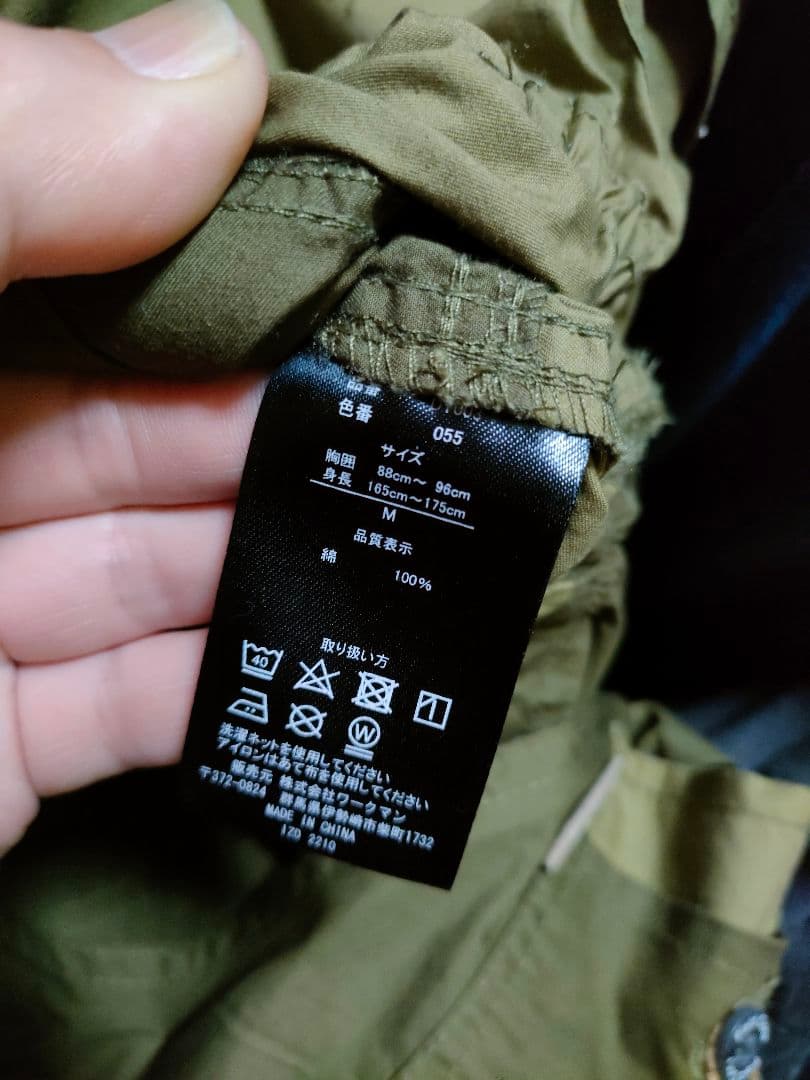 色番 055
サイズ
胸囲 88cm～ 96cm
身長 165cm～175cm
M
品質表示
綿 100%
取り扱い方
40
W
洗濯ネットを使用してください
アイロンはあて布を使用してください
販売元 株式会社ワークマン
〒372-0824
群馬県伊勢崎市柴町1732
MADE IN CHINA
IZO 2210